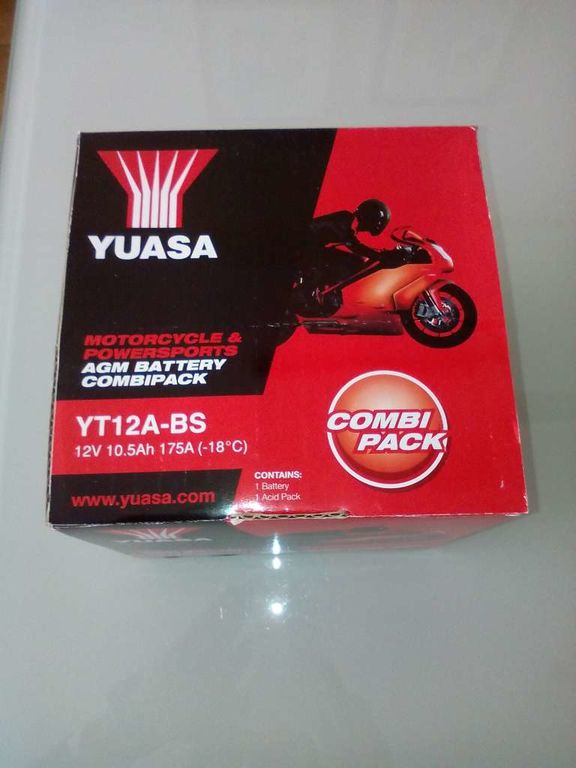 YUASA
MOTORCYCLE &
POWERSPORTS
AGM BATTERY
COMBIPACK
YT12A-BS
12V 10.5Ah 175A (-18°C)
www.yuasa.com
CONTAINS:
1 Battery
1 Acid Pack
COMBI
PACK